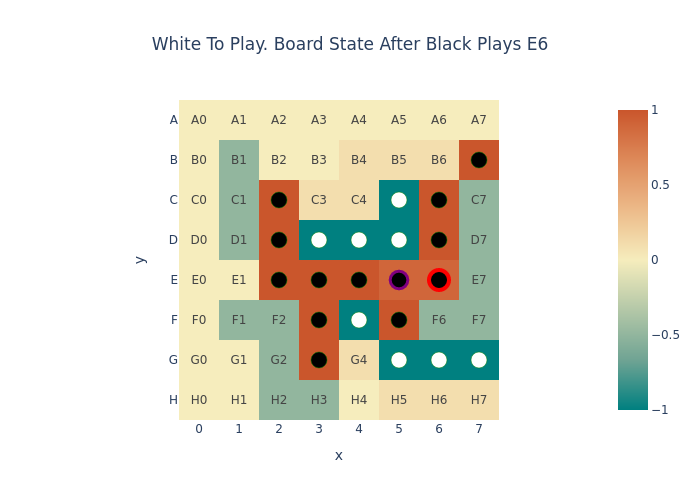 White To Play. Board State After Black Plays E6
A A0 A1 A2 A3 A4 A5 A6 A7
B B0 B1 B2 B3 B4 B5 B6
C C0 C1 C3 C4 C7
D D0 D1 D7
E E0 E1 E7
F F0 F1 F2 F6 F7
G G0 G1 G2 G4
H H0 H1 H2 H3 H4 H5 H6 H7
0 1 2 3 4 5 6 7
x
y
1
0.5
0
−0.5
−1